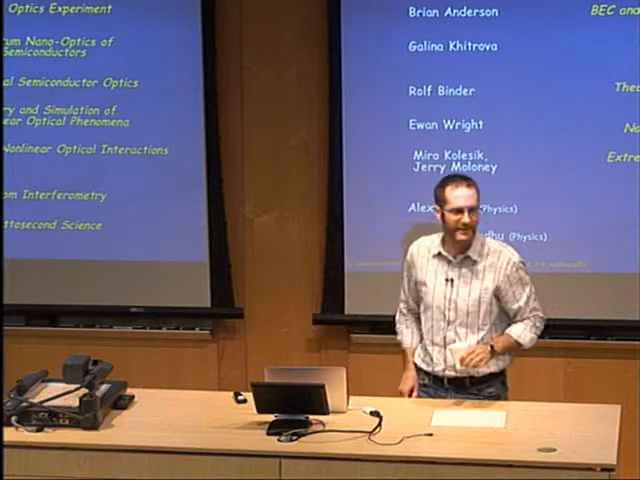 Optics Experiment
um Nano-Optics of
Semiconductors
al Semiconductor Optics
ry and Simulation of
ear Optical Phenomena
Nonlinear Optical Interactions
om Interferometry
ttosecond Science
Brian Anderson
Galina Khitrova
Rolf Binder
Ewan Wright
Miro Kolesik,
Jerry Moloney
Alex (Physics)
dhu (Physics)
BEC and
Theo
No
Extre